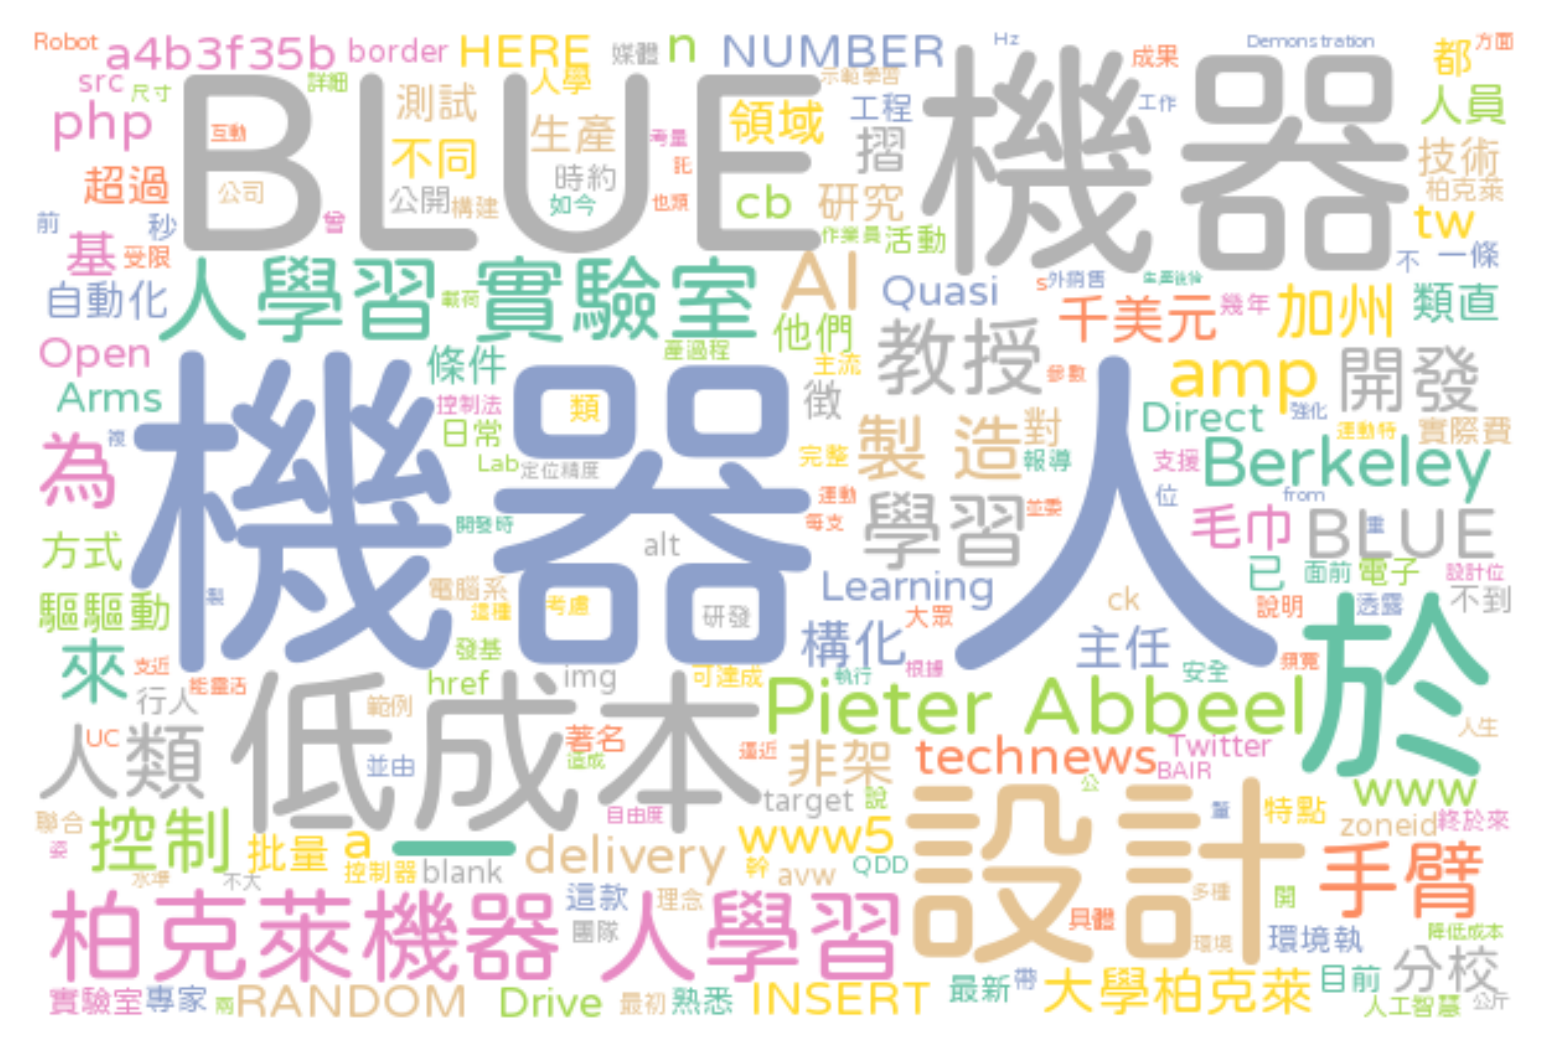 Robot a4b3f35b border HERE 媒體 n NUMBER Hz Demonstration 都 方面
src 尺寸 詳細 人學 示範學習 成果
php BLUE 機器 人員
互動 測試 生產 考量 領域 工程 工作
不同 摺 技術
超過 公司 公開 構建 時約 託 cb 研究 柏克萊
前 秒 曾 如今 也類 作業員 活動 tw
基 受限 不 一條
自動化 人學習 實驗室 載荷 AI Quasi s 外銷售 生產後份 類直
千美元 幾年 加州
Open 條件 產過程 他們 教授 開發
Arms 控制法 主流 參數 amp
機器人 類 徵 Direct 強化
為 複 日常 製 造 對 運動特 實際費
Lab 定位精度 完整 報導 支援 Berkeley
運動 位 from
開發時 每支 學習 並委 毛巾 BLUE 重
方式 alt 已 面前 電子 設計位
驅驅動 製 電腦系 這種 考慮 研發 Learning 大眾 ck 說明 透露 不到
發基 構化 主任 於
來 支近 能靈活 href img 可達成 根據 執行 安全 頻寬
行人 範例 低成本 Pieter Abbeel 人生
人類 UC 並由 著名 造成 逼近 非架 technews Twitter
BAIR
自由度 target 說 公 www
聯合 控制 批量 a 一 www5 設計 釐 特點 zoneid 終於來
姿 控制器 blank delivery 幹 avw QDD 手臂
水準 不大 多種 開
柏克萊機器 人學習 這款 理念 具體
團隊 環境 環境執 降低成本
分校
實驗室 專家 兩 RANDOM Drive 最初 熟悉 INSERT 最新 帶 大學柏克萊 目前 人工智慧 公斤